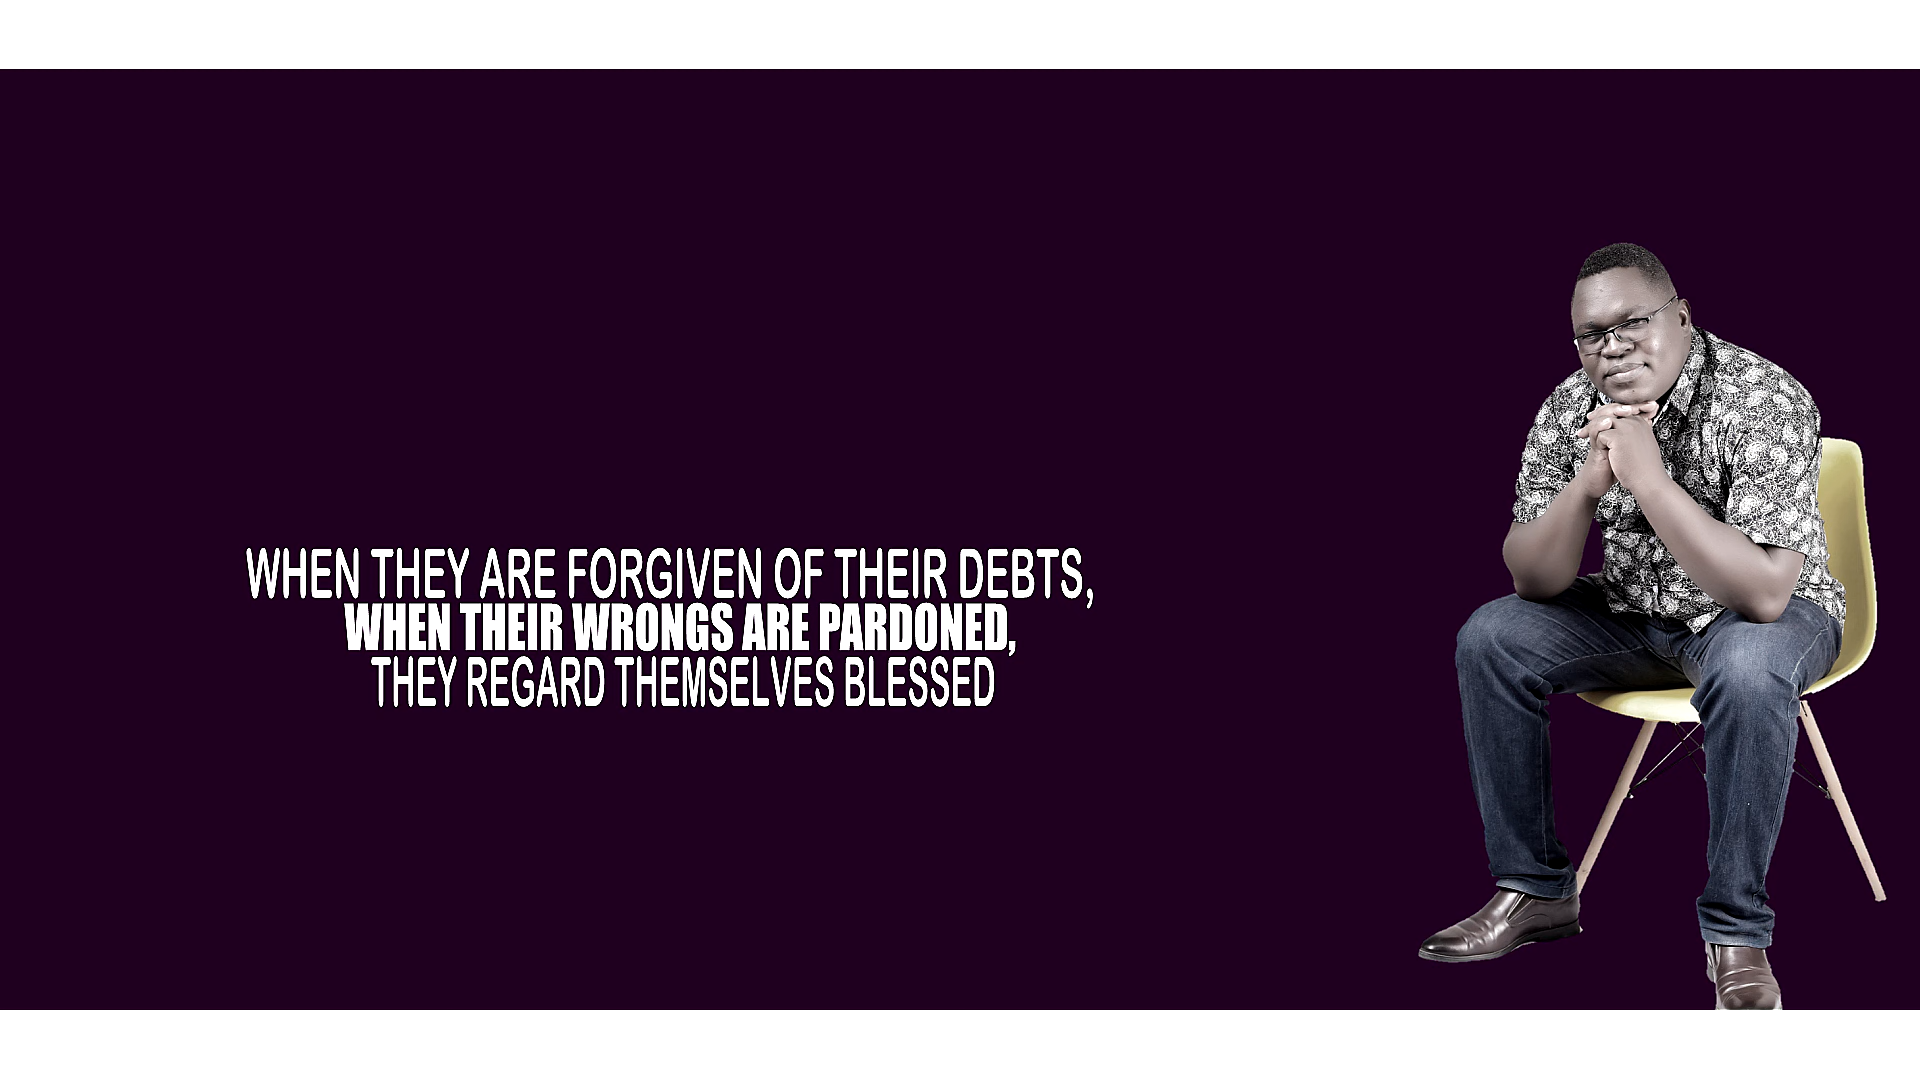 WHEN THEY ARE FORGIVEN OF THEIR DEBTS,
WHEN THEIR WRONGS ARE PARDONED,
THEY REGARD THEMSELVES BLESSED